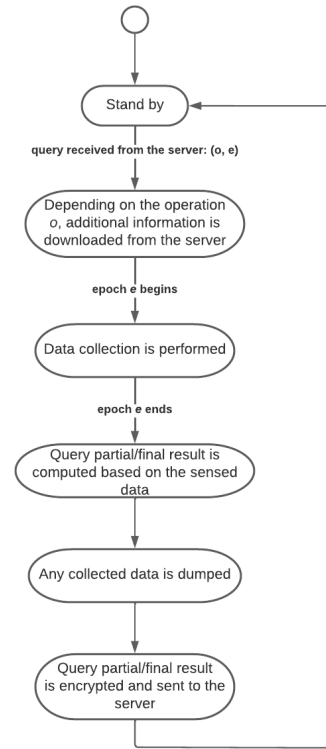 Stand by
query received from the server: (o, e)
Depending on the operation
o, additional information is
downloaded from the server
epoch e begins
Data collection is performed
epoch e ends
Query partial/final result is
computed based on the sensed
data
Any collected data is dumped
Query partial/final result
is encrypted and sent to the
server